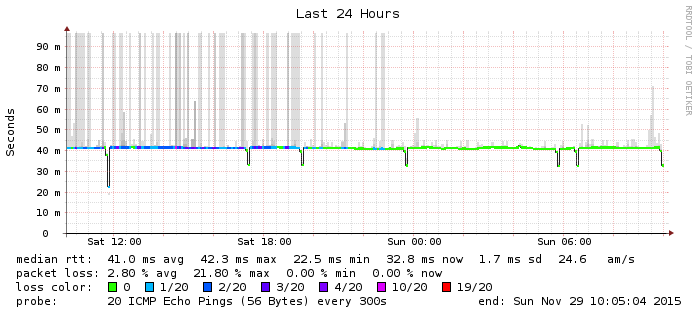 Last 24 Hours
RRDTOOL / TOBI OETIKER
Seconds
90 m
80 m
70 m
60 m
50 m
40 m
30 m
20 m
10 m
0
Sat 12:00 Sat 18:00 Sun 00:00 Sun 06:00
median rtt: 41.0 ms avg 42.3 ms max 22.5 ms min 32.8 ms now 1.7 ms sd 24.6 am/s
packet loss: 2.80 % avg 21.80 % max 0.00 % min 0.00 % now
loss color: 0 1/20 2/20 3/20 4/20 10/20 19/20
probe: 20 ICMP Echo Pings (56 Bytes) every 300s end: Sun Nov 29 10:05:04 2015